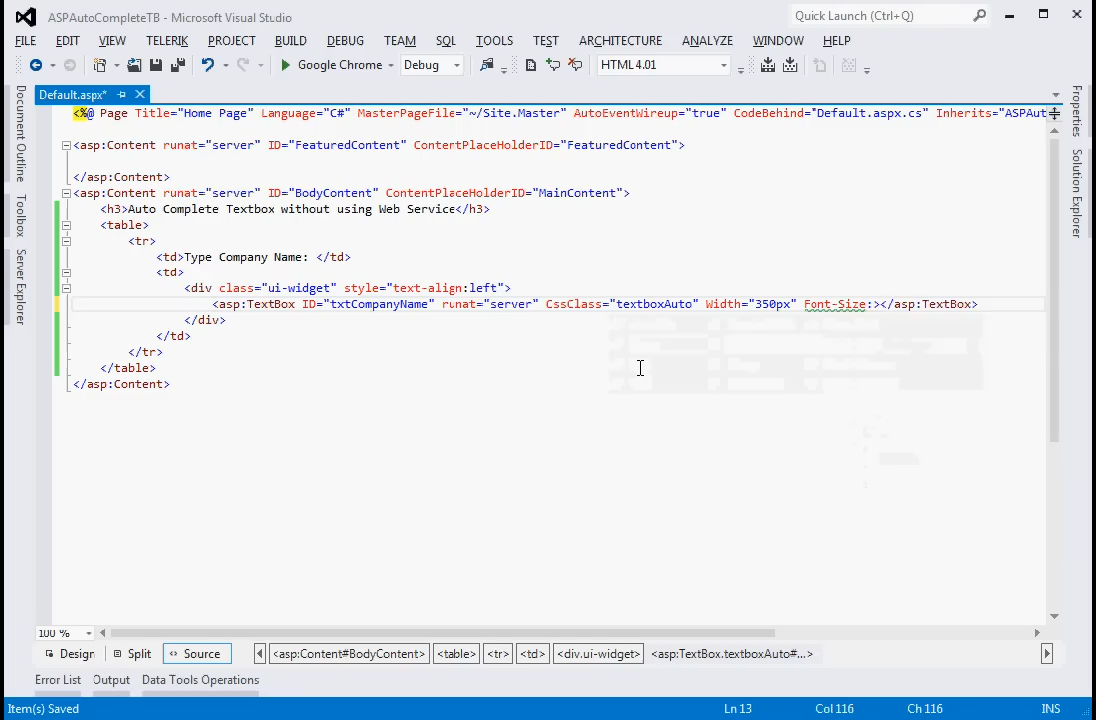 ASPAutoCompleteTB - Microsoft Visual Studio
Quick Launch (Ctrl+Q)
FILE EDIT VIEW TELERIK PROJECT BUILD DEBUG TEAM SQL TOOLS TEST ARCHITECTURE ANALYZE WINDOW HELP
Google Chrome Debug HTML 4.01
Document Outline
Toolbox
Server Explorer
Default.aspx*
<%@ Page Title="Home Page" Language="C#" MasterPageFile="~/Site.Master" AutoEventWireup="true" CodeBehind="Default.aspx.cs" Inherits="ASPAut
<asp:Content runat="server" ID="FeaturedContent" ContentPlaceHolderID="FeaturedContent">
</asp:Content>
<asp:Content runat="server" ID="BodyContent" ContentPlaceHolderID="MainContent">
<h3>Auto Complete Textbox without using Web Service</h3>
<table>
<tr>
<td>Type Company Name: </td>
<td>
<div class="ui-widget" style="text-align:left">
<asp:TextBox ID="txtCompanyName" runat="server" CssClass="textboxAuto" Width="350px" Font-Size:></asp:TextBox>
</div>
</td>
</tr>
</table>
</asp:Content>
Properties
Solution Explorer
100 %
Design Split Source <asp:Content#BodyContent> <table> <tr> <td> <div.ui-widget> <asp:TextBox.textboxAuto#...>
Error List Output Data Tools Operations
Item(s) Saved Ln 13 Col 116 Ch 116 INS